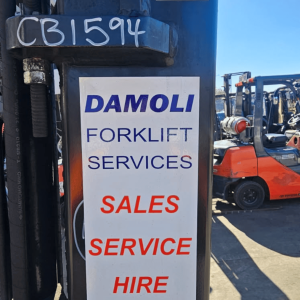 CB1594
DAMOLI
FORKLIFT
SERVICES
SALES
SERVICE
HIRE